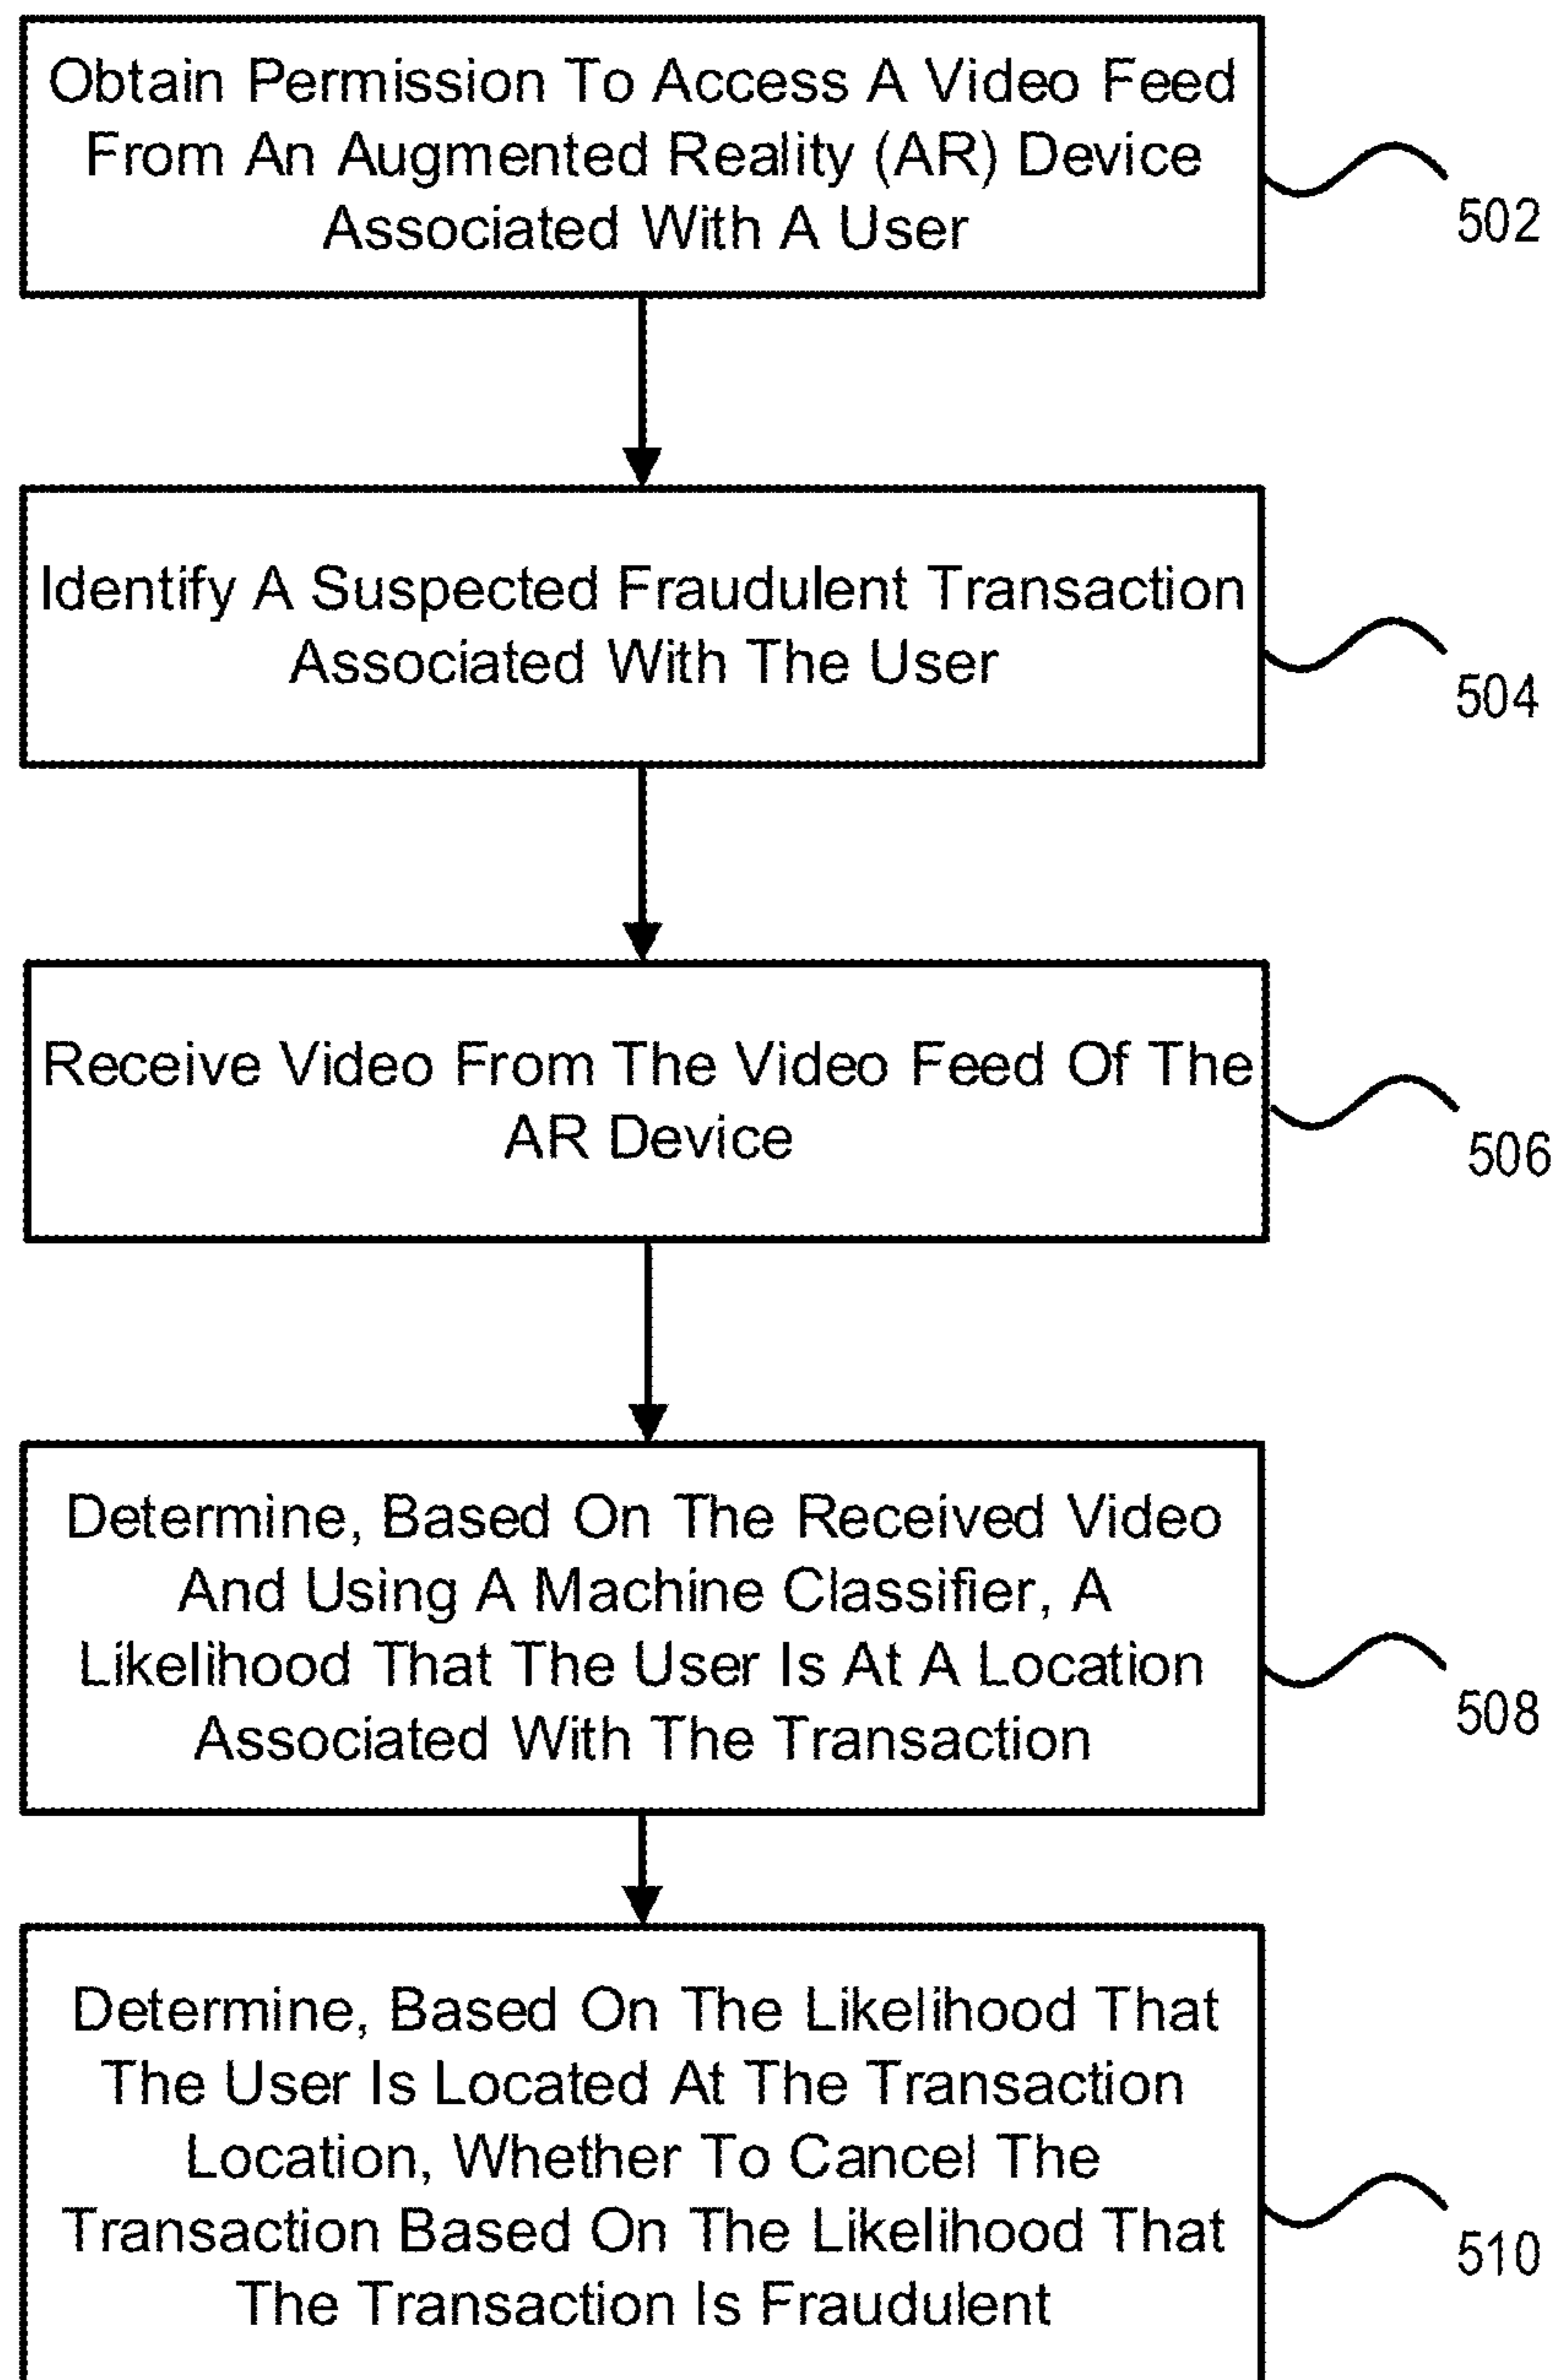 Obtain Permission To Access A Video Feed
From An Augmented Reality (AR) Device
Associated With A User
502
Identify A Suspected Fraudulent Transaction
Associated With The User
504
Receive Video From The Video Feed Of The
AR Device
506
Determine, Based On The Received Video
And Using A Machine Classifier, A
Likelihood That The User Is At A Location
Associated With The Transaction
508
Determine, Based On The Likelihood That
The User Is Located At The Transaction
Location, Whether To Cancel The
Transaction Based On The Likelihood That
The Transaction Is Fraudulent
510